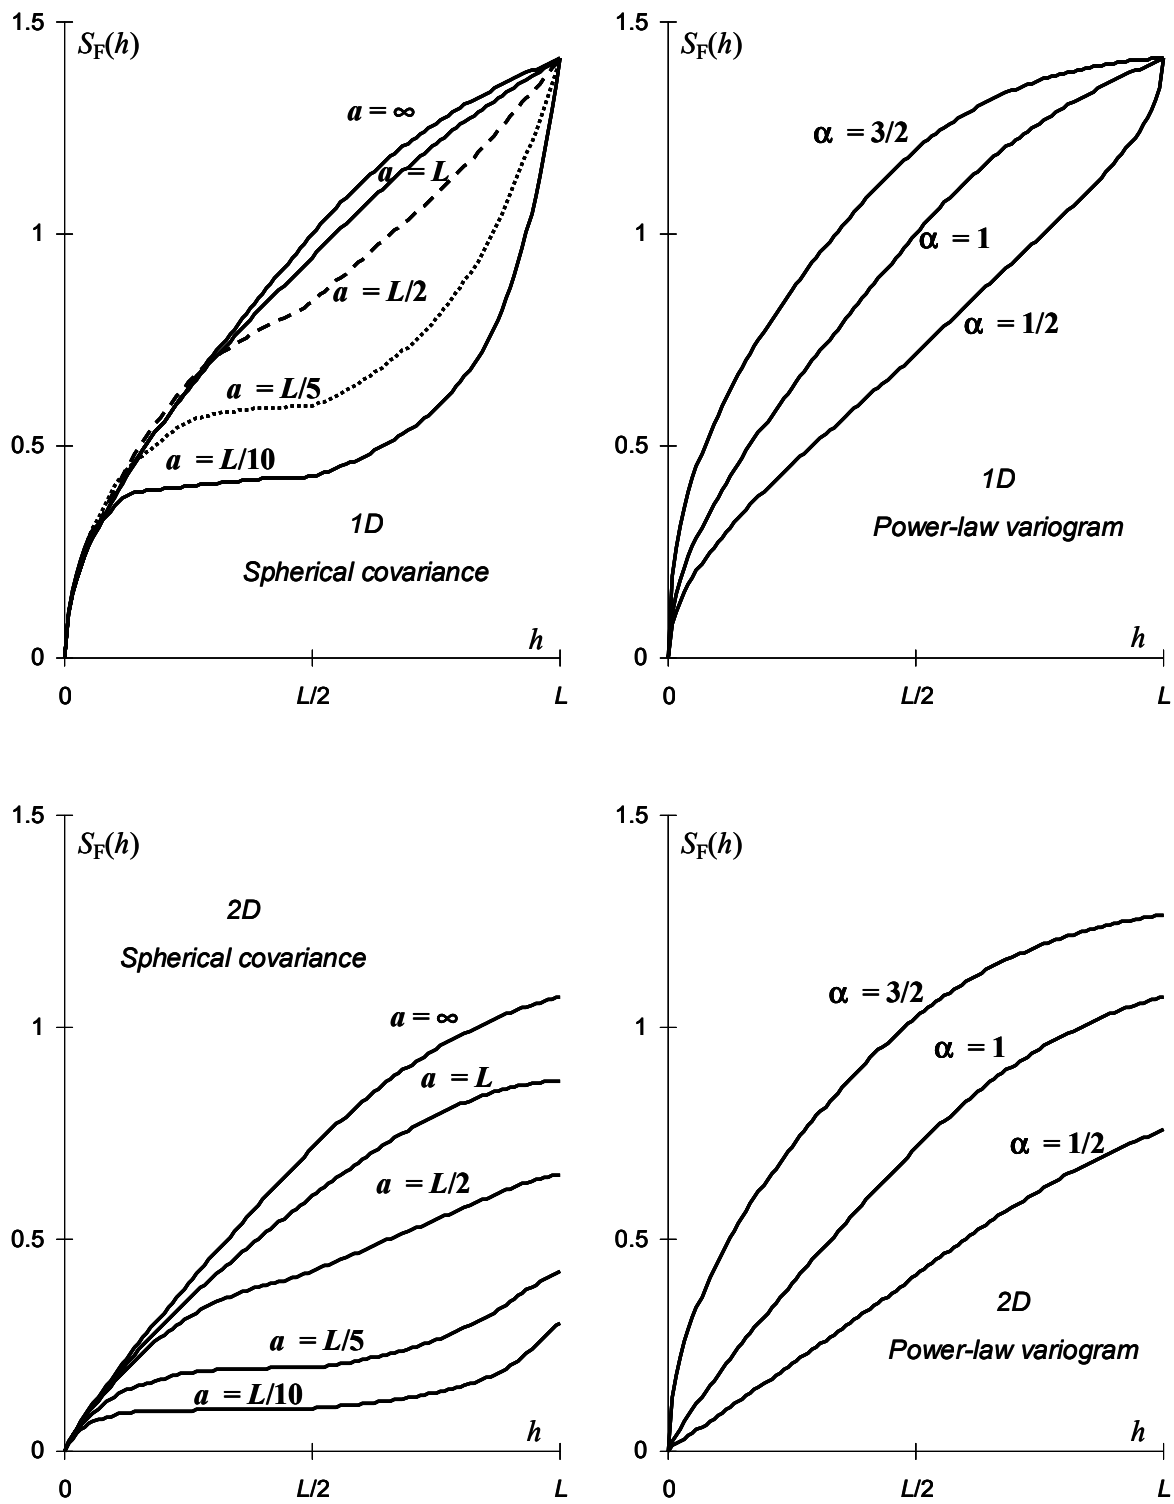 1.5
S_F(h)
a = ∞
a = L
1
a = L/2
a = L/5
0.5
a = L/10
1D
Spherical covariance
h
0
0
L/2
L
1.5
S_F(h)
α = 3/2
1
α = 1
α = 1/2
0.5
1D
Power-law variogram
h
0
0
L/2
L
1.5
S_F(h)
2D
Spherical covariance
a = ∞
1
a = L
a = L/2
0.5
a = L/5
a = L/10
h
0
0
L/2
L
1.5
S_F(h)
α = 3/2
1
α = 1
α = 1/2
0.5
2D
Power-law variogram
h
0
0
L/2
L